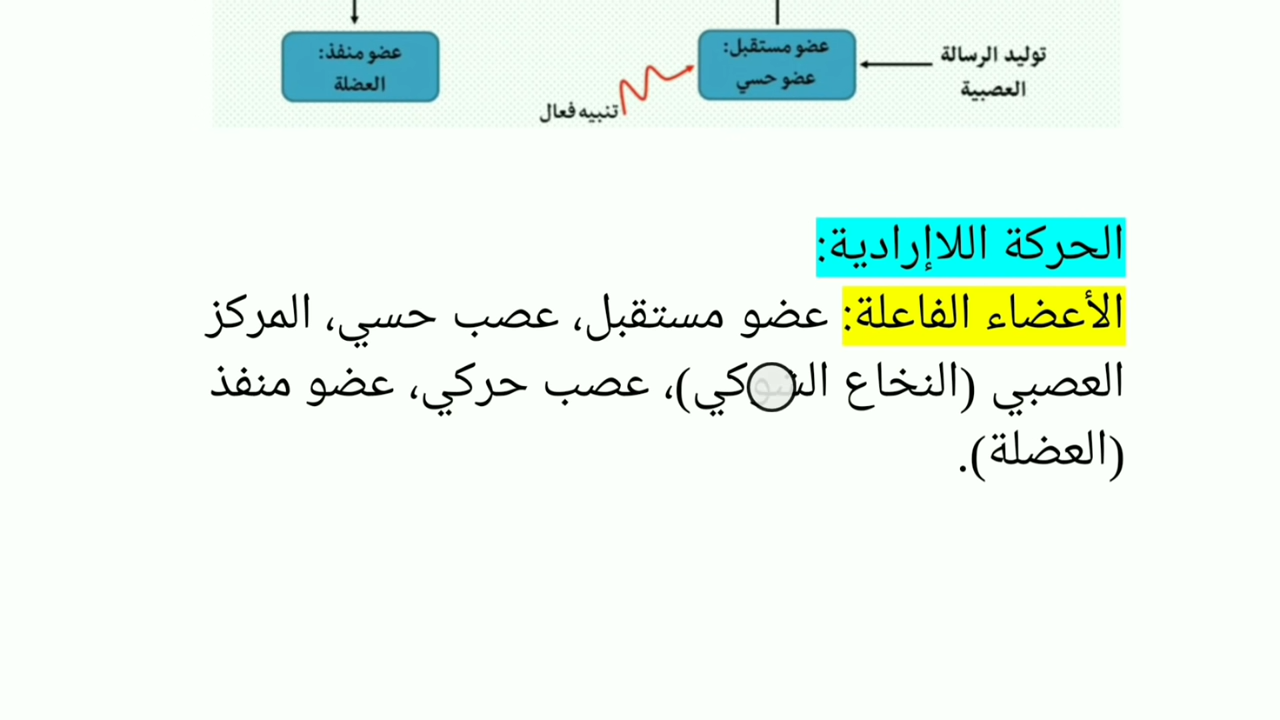 عضو منفذ:
العضلة
عضو مستقبل:
عضو حسي
توليد الرسالة
العصبية
تنبيه فعال
الحركة اللاإرادية:
الأعضاء الفاعلة: عضو مستقبل، عصب حسي، المركز
العصبي (النخاع الشوكي)، عصب حركي، عضو منفذ
(العضلة).